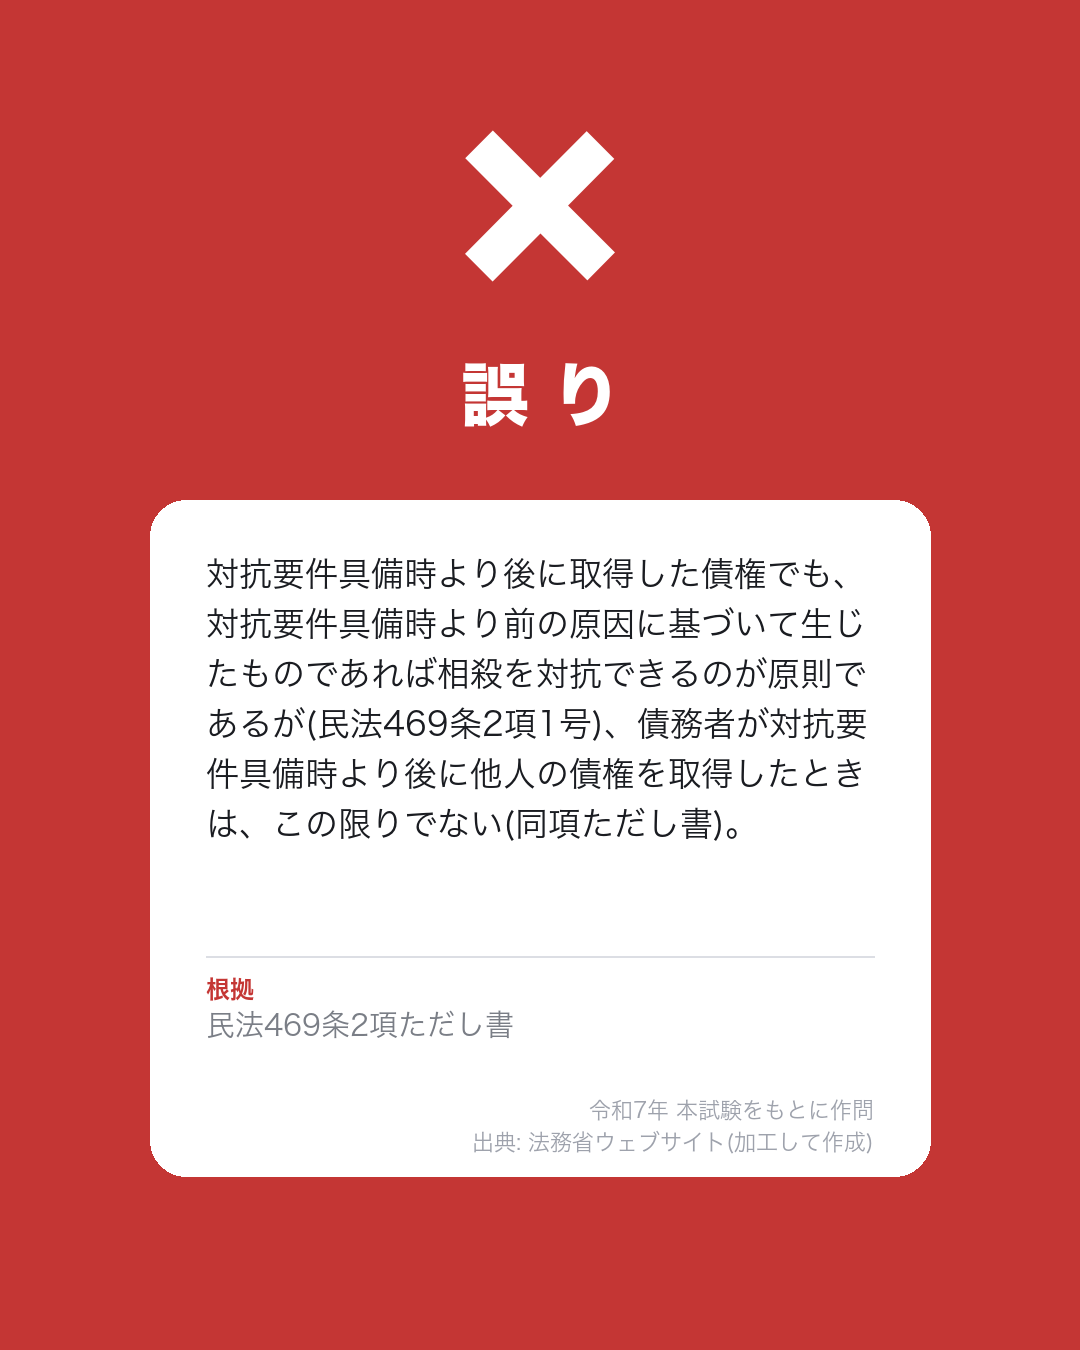 誤り
対抗要件具備時より後に取得した債権でも、
対抗要件具備時より前の原因に基づいて生じ
たものであれば相殺を対抗できるのが原則で
あるが(民法469条2項1号)、債務者が対抗要
件具備時より後に他人の債権を取得したとき
は、この限りでない(同項ただし書)。
根拠
民法469条2項ただし書
令和7年 本試験をもとに作問
出典: 法務省ウェブサイト(加工して作成)